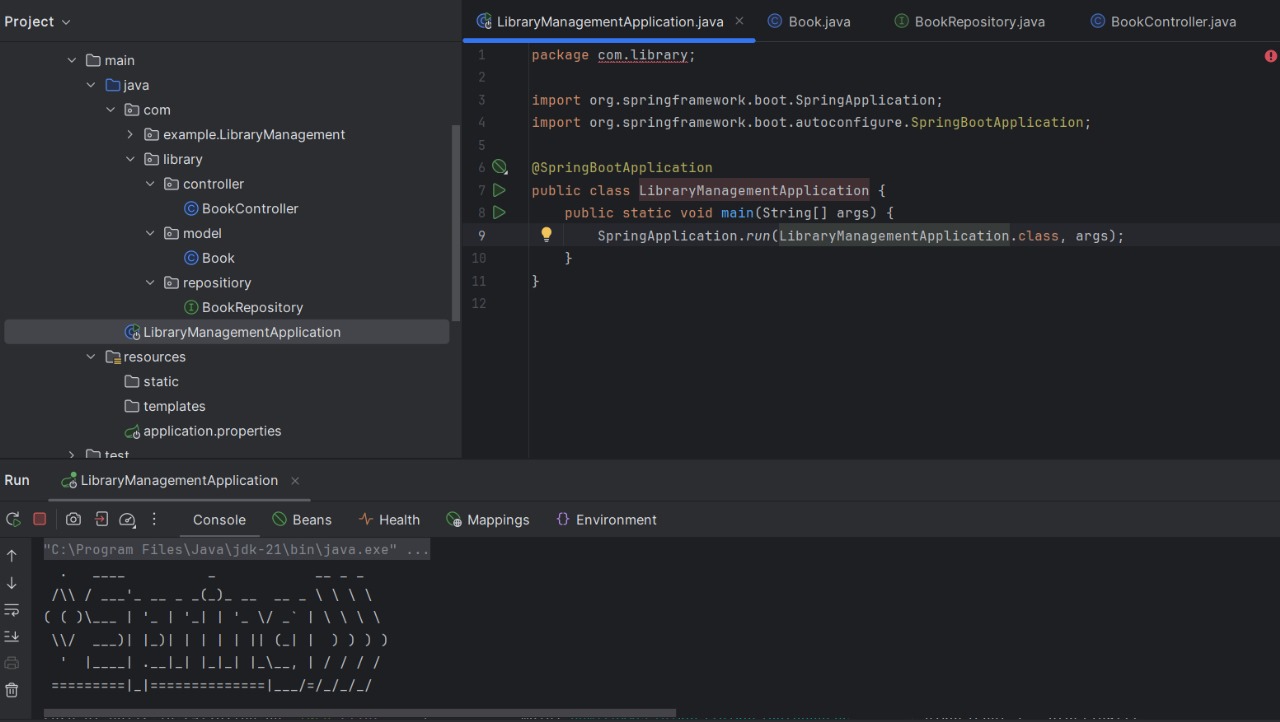 Project
LibraryManagementApplication.java
Book.java
BookRepository.java
BookController.java
main
java
com
example.LibraryManagement
library
controller
BookController
model
Book
repositiory
BookRepository
LibraryManagementApplication
resources
static
templates
application.properties
test
1 package com.library;
2
3 import org.springframework.boot.SpringApplication;
4 import org.springframework.boot.autoconfigure.SpringBootApplication;
5
6 @SpringBootApplication
7 public class LibraryManagementApplication {
8 public static void main(String[] args) {
9 SpringApplication.run(LibraryManagementApplication.class, args);
10 }
11 }
12
Run LibraryManagementApplication
Console Beans Health Mappings Environment
"C:\Program Files\Java\jdk-21\bin\java.exe" ...
  .   ____          _            __ _ _
 /\\ / ___'_ __ _ _(_)_ __  __ _ \ \ \ \
( ( )\___ | '_ | '_| | '_ \/ _` | \ \ \ \
 \\/  ___)| |_)| | | | | || (_| |  ) ) ) )
  '  |____| .__|_| |_|_| |_\__, | / / / /
 =========|_|==============|___/=/_/_/_/